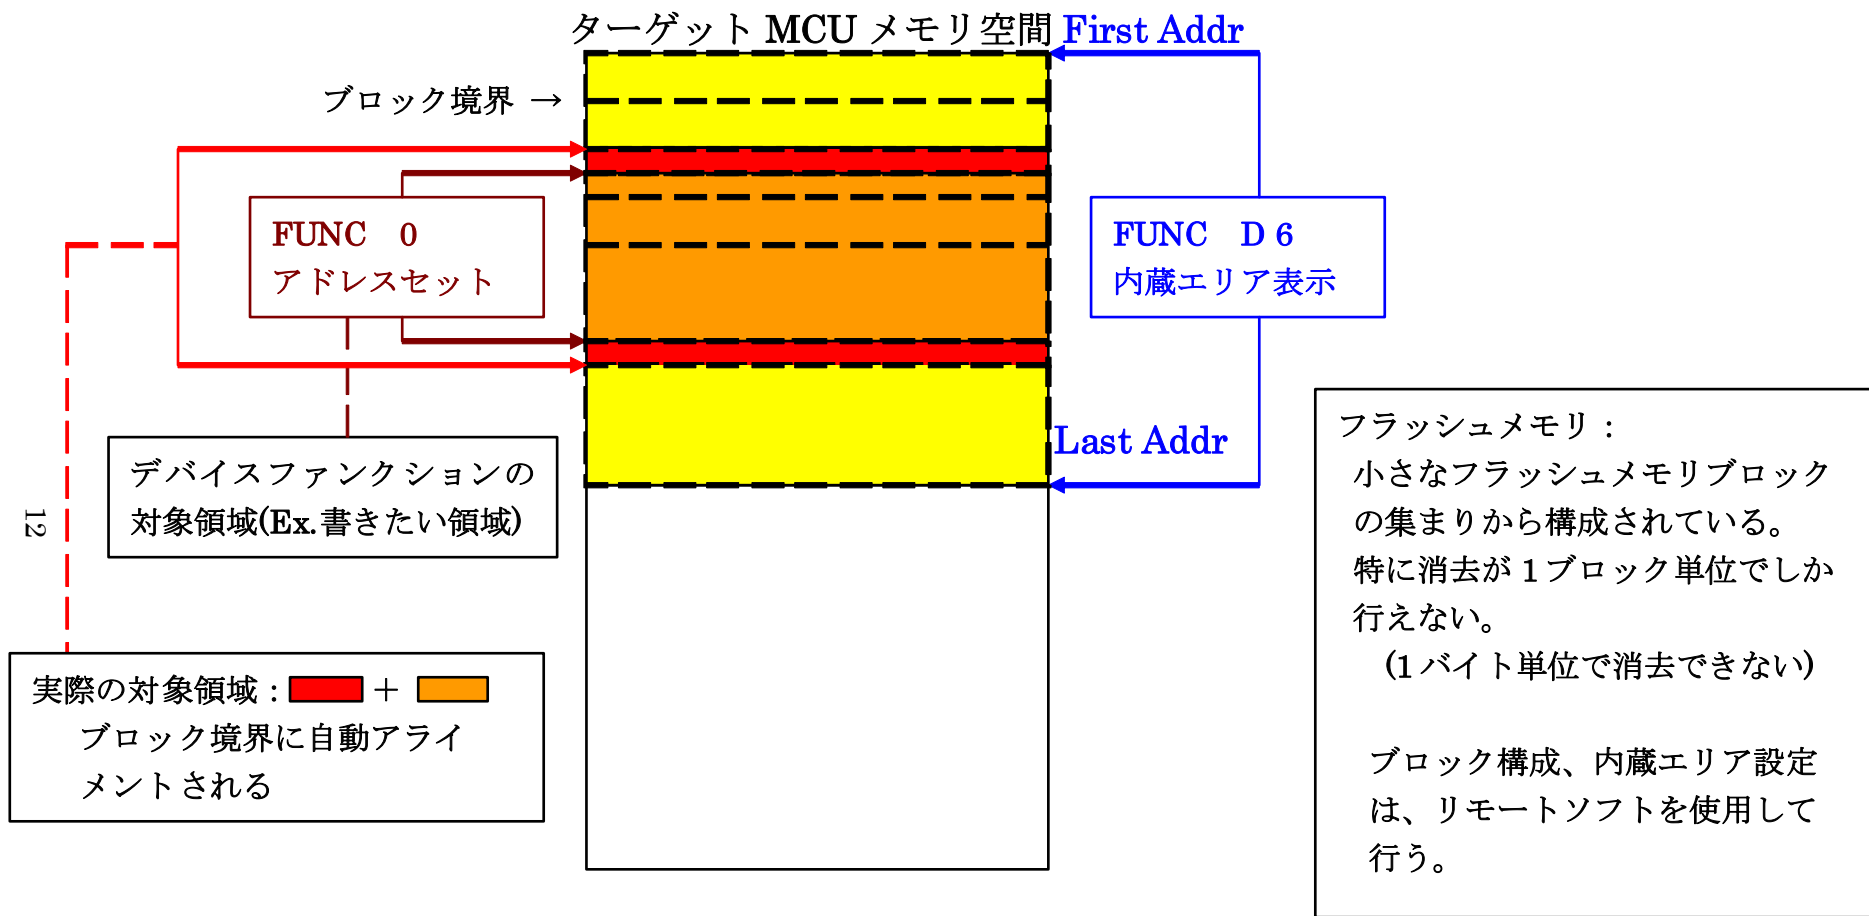 ターゲット MCU メモリ空間
First Addr
ブロック境界 →
FUNC 0
アドレスセット
FUNC D 6
内蔵エリア表示
Last Addr
デバイスファンクションの
対象領域(Ex.書きたい領域)
12
実際の対象領域 : +
ブロック境界に自動アライ
メントされる
フラッシュメモリ :
小さなフラッシュメモリブロック
の集まりから構成されている。
特に消去が 1 ブロック単位でしか
行えない。
(1 バイト単位で消去できない)
ブロック構成、内蔵エリア設定
は、リモートソフトを使用して
行う。